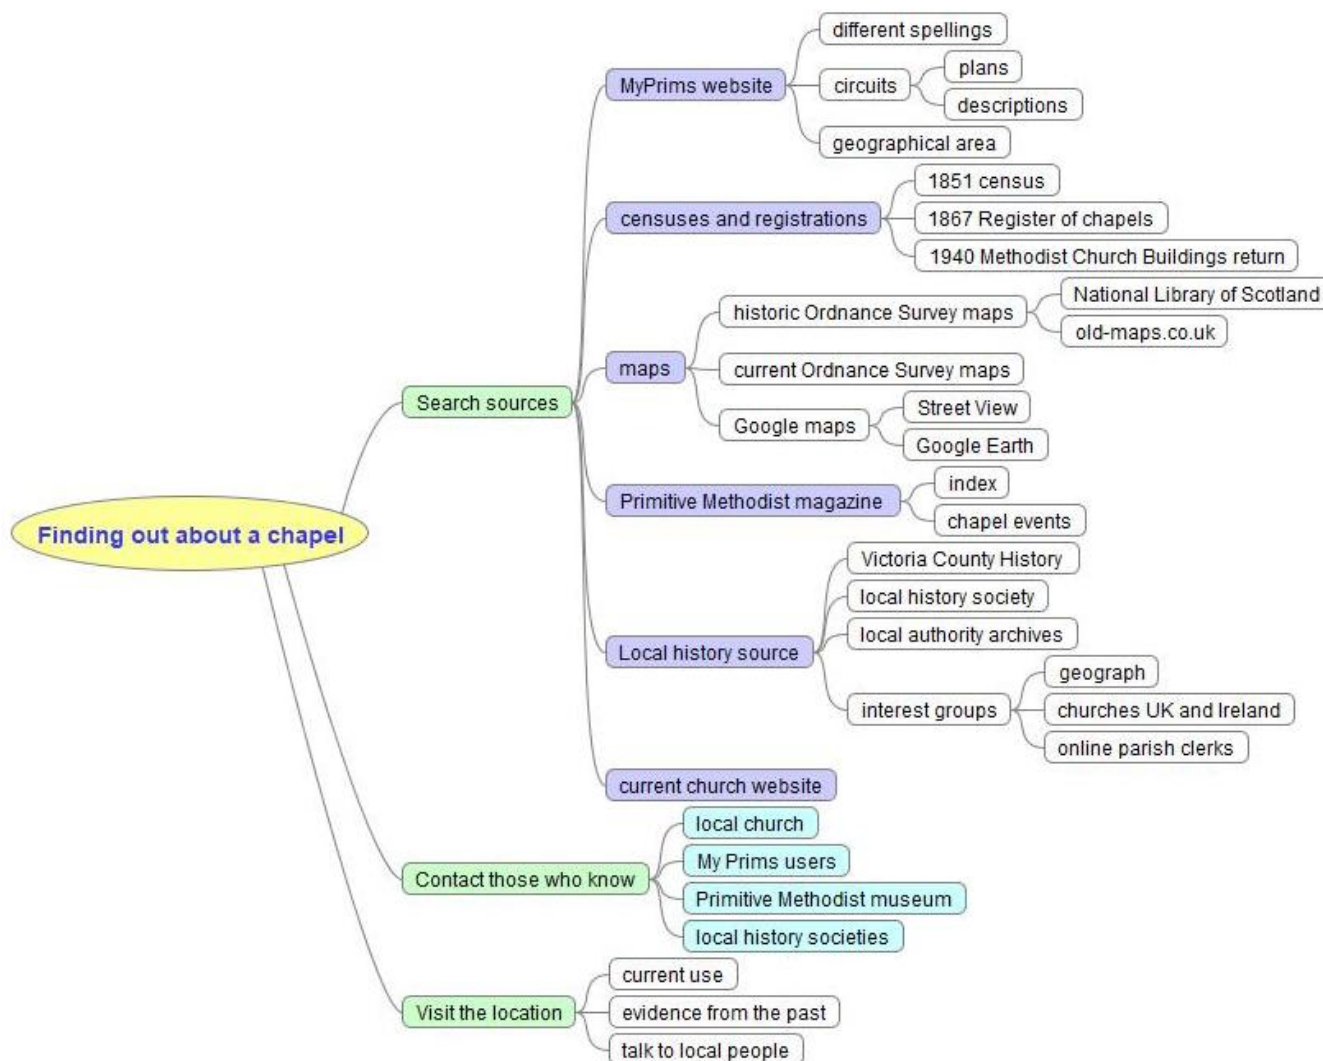 Finding out about a chapel
Search sources
MyPrims website
different spellings
circuits
plans
descriptions
geographical area
censuses and registrations
1851 census
1867 Register of chapels
1940 Methodist Church Buildings return
maps
historic Ordnance Survey maps
National Library of Scotland
old-maps.co.uk
current Ordnance Survey maps
Google maps
Street View
Google Earth
Primitive Methodist magazine
index
chapel events
Local history source
Victoria County History
local history society
local authority archives
interest groups
geograph
churches UK and Ireland
online parish clerks
current church website
Contact those who know
local church
My Prims users
Primitive Methodist museum
local history societies
Visit the location
current use
evidence from the past
talk to local people